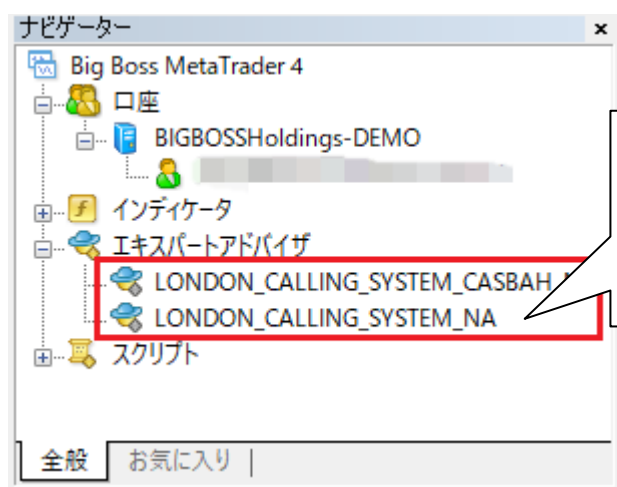 ナビゲーター
Big Boss MetaTrader 4
口座
BIGBOSSHoldings-DEMO
インディケータ
エキスパートアドバイザ
LONDON_CALLING_SYSTEM_CASBAH_
LONDON_CALLING_SYSTEM_NA
スクリプト
全般 お気に入り